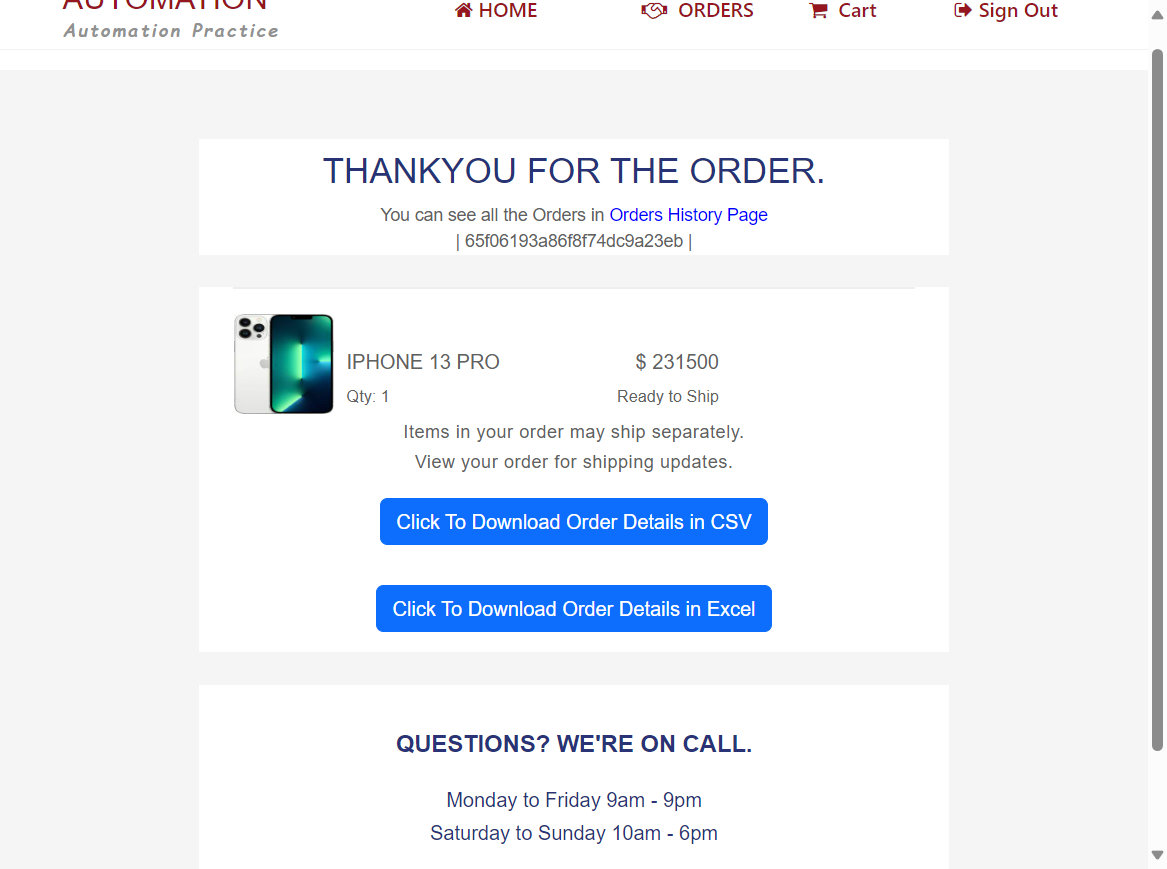 AUTOMATION
Automation Practice
HOME
ORDERS
Cart
Sign Out
THANKYOU FOR THE ORDER.
You can see all the Orders in Orders History Page
| 65f06193a86f8f74dc9a23eb |
IPHONE 13 PRO
$ 231500
Qty: 1
Ready to Ship
Items in your order may ship separately.
View your order for shipping updates.
Click To Download Order Details in CSV
Click To Download Order Details in Excel
QUESTIONS? WE'RE ON CALL.
Monday to Friday 9am - 9pm
Saturday to Sunday 10am - 6pm